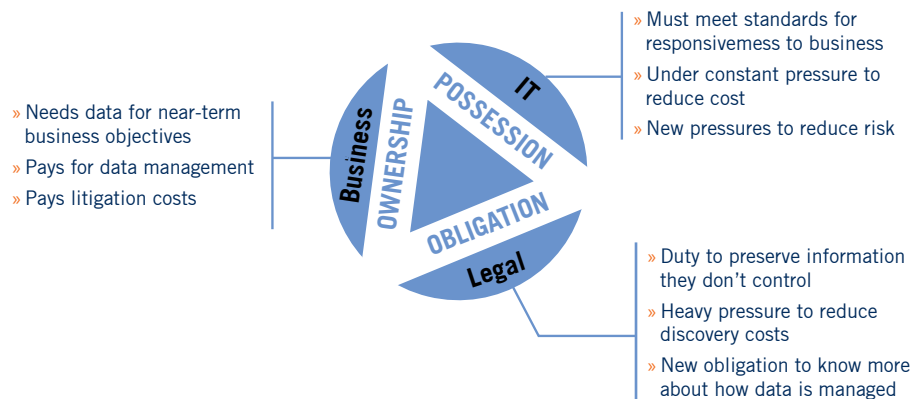 » Must meet standards for
responsivemess to business
» Under constant pressure to
reduce cost
» New pressures to reduce risk
IT
POSSESSION
» Needs data for near-term
business objectives
» Pays for data management
» Pays litigation costs
Business
OWNERSHIP
OBLIGATION
Legal
» Duty to preserve information
they don’t control
» Heavy pressure to reduce
discovery costs
» New obligation to know more
about how data is managed